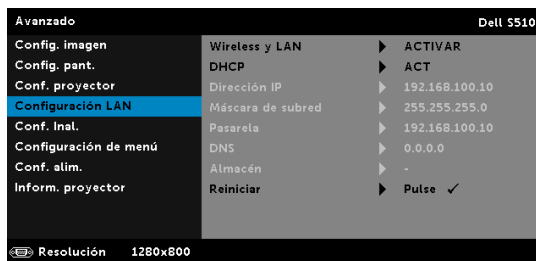 Avanzado Dell S510
Config. imagen
Config. pant.
Conf. proyector
Configuración LAN
Conf. Inal.
Configuración de menú
Conf. alim.
Inform. proyector
Wireless y LAN ACTIVAR
DHCP ACT
Dirección IP 192.168.100.10
Máscara de subred 255.255.255.0
Pasarela 192.168.100.10
DNS 0.0.0.0
Almacén -
Reiniciar Pulse ✓
Resolución 1280x800